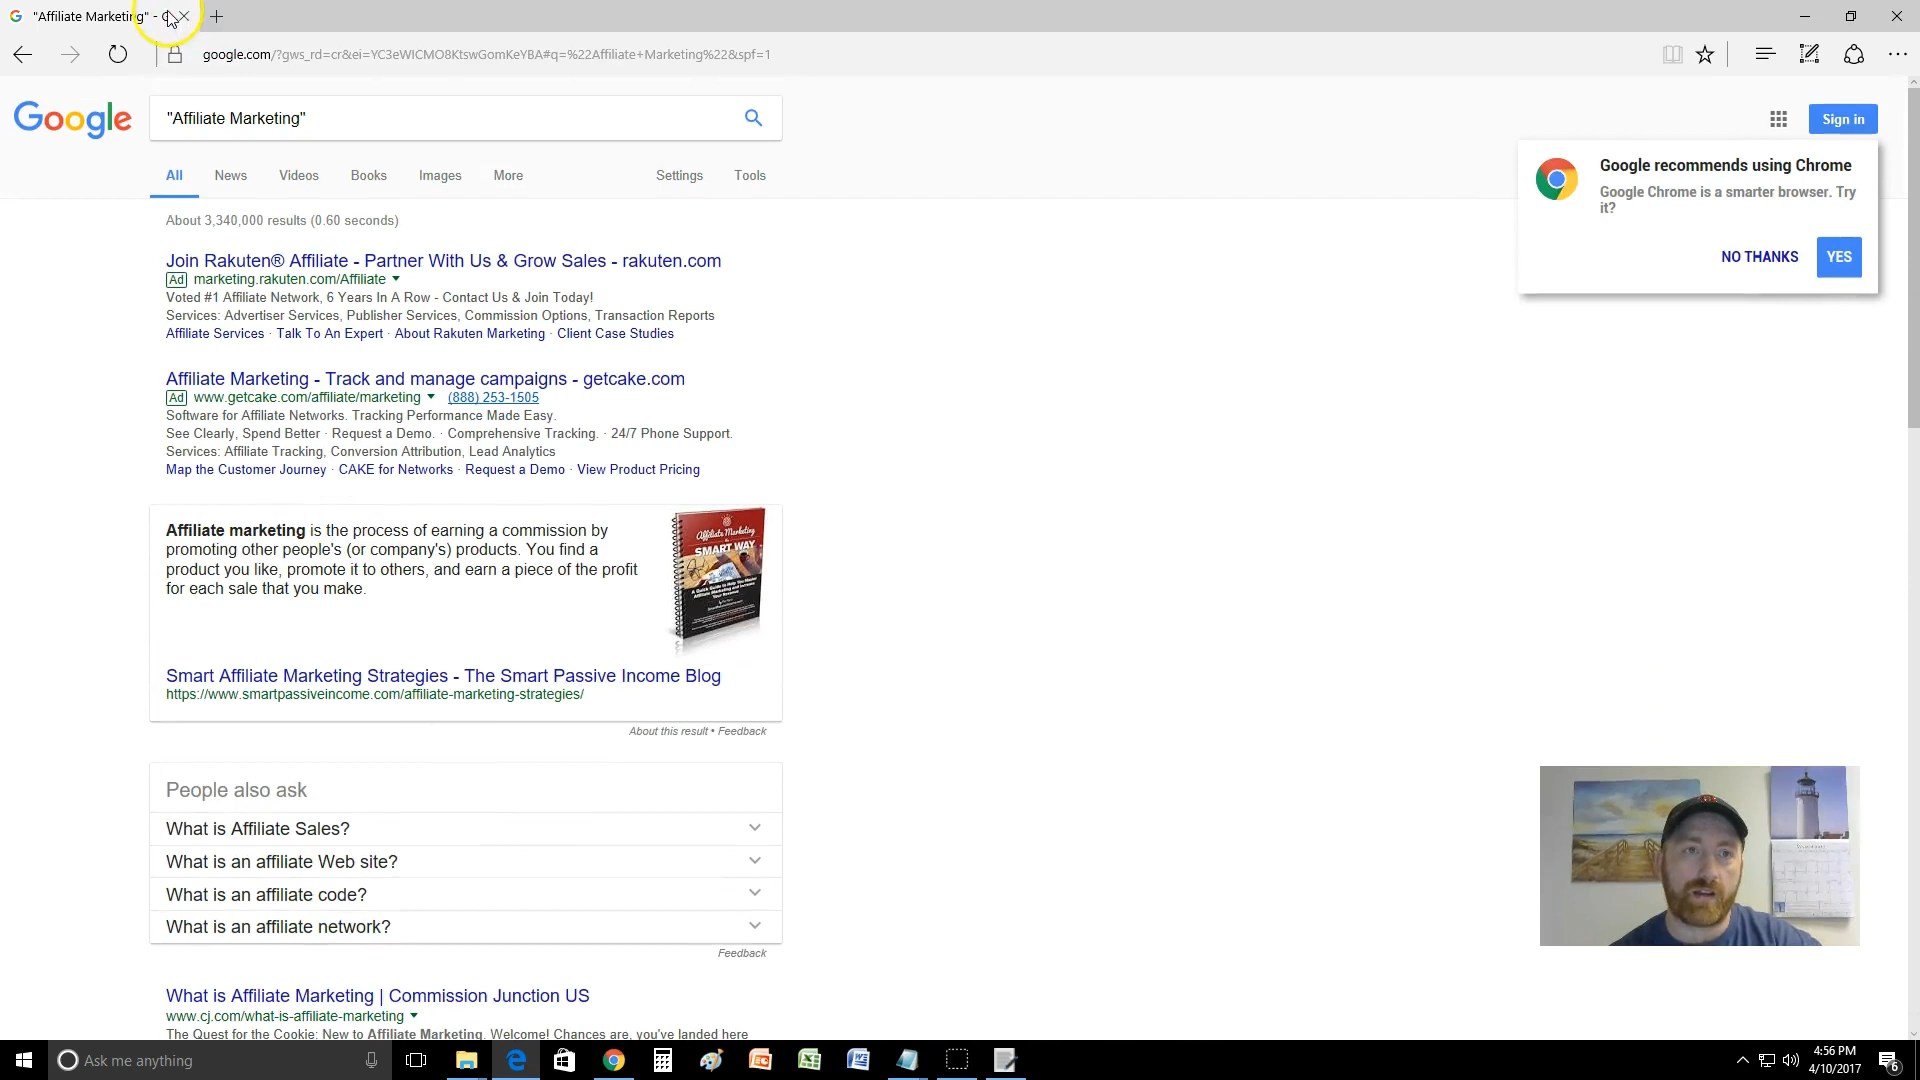 "Affiliate Marketing" - G
google.com/?gws_rd=cr&ei=YC3eWICMO8KtswGomKeYBA#q=%22Affiliate+Marketing%22&spf=1
Google
"Affiliate Marketing"
Sign in
All News Videos Books Images More Settings Tools
Google recommends using Chrome
Google Chrome is a smarter browser. Try
it?
NO THANKS YES
About 3,340,000 results (0.60 seconds)
Join Rakuten® Affiliate - Partner With Us & Grow Sales - rakuten.com
Ad marketing.rakuten.com/Affiliate
Voted #1 Affiliate Network, 6 Years In A Row - Contact Us & Join Today!
Services: Advertiser Services, Publisher Services, Commission Options, Transaction Reports
Affiliate Services · Talk To An Expert · About Rakuten Marketing · Client Case Studies
Affiliate Marketing - Track and manage campaigns - getcake.com
Ad www.getcake.com/affiliate/marketing (888) 253-1505
Software for Affiliate Networks. Tracking Performance Made Easy.
See Clearly, Spend Better · Request a Demo. · Comprehensive Tracking. · 24/7 Phone Support.
Services: Affiliate Tracking, Conversion Attribution, Lead Analytics
Map the Customer Journey · CAKE for Networks · Request a Demo · View Product Pricing
Affiliate marketing is the process of earning a commission by
promoting other people's (or company's) products. You find a
product you like, promote it to others, and earn a piece of the profit
for each sale that you make.
Affiliate Marketing
SMART WAY
Smart Affiliate Marketing Strategies - The Smart Passive Income Blog
https://www.smartpassiveincome.com/affiliate-marketing-strategies/
About this result • Feedback
People also ask
What is Affiliate Sales?
What is an affiliate Web site?
What is an affiliate code?
What is an affiliate network?
Feedback
What is Affiliate Marketing | Commission Junction US
www.cj.com/what-is-affiliate-marketing
The Quest for the Cookie: New to Affiliate Marketing. Welcome! Chances are, you've landed here
Ask me anything
4:56 PM
4/10/2017
6